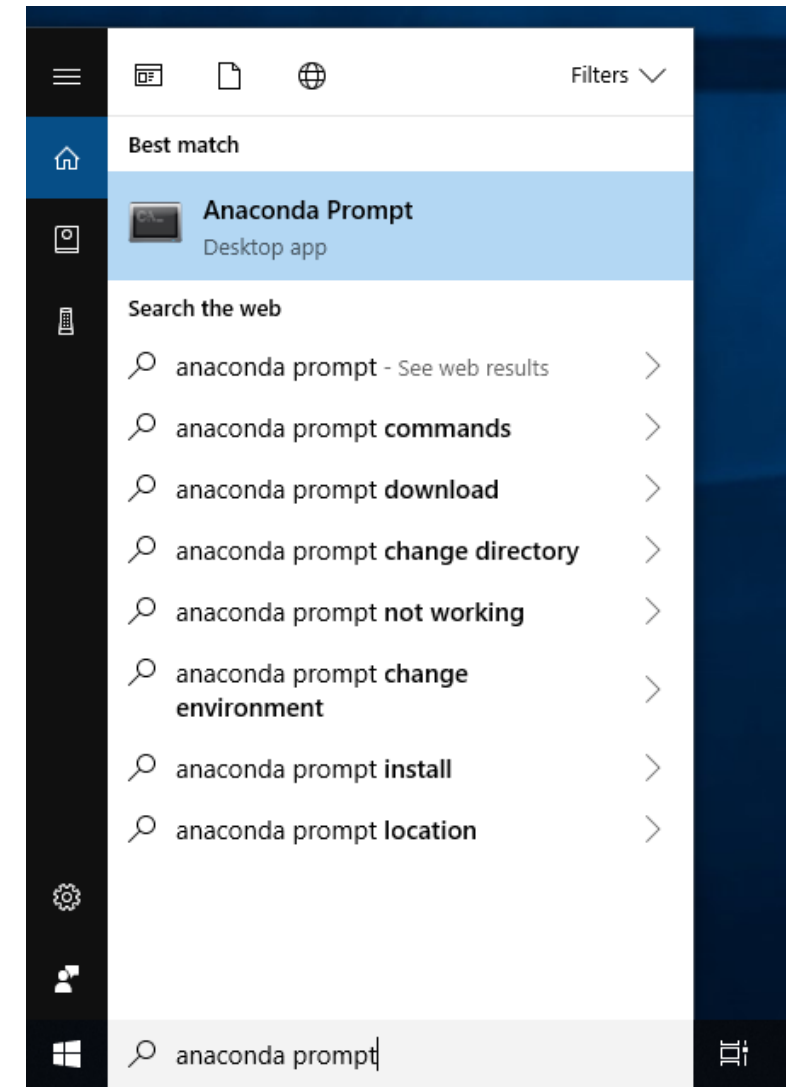 Filters
Best match
Anaconda Prompt
Desktop app
Search the web
anaconda prompt - See web results
anaconda prompt commands
anaconda prompt download
anaconda prompt change directory
anaconda prompt not working
anaconda prompt change
environment
anaconda prompt install
anaconda prompt location
anaconda prompt